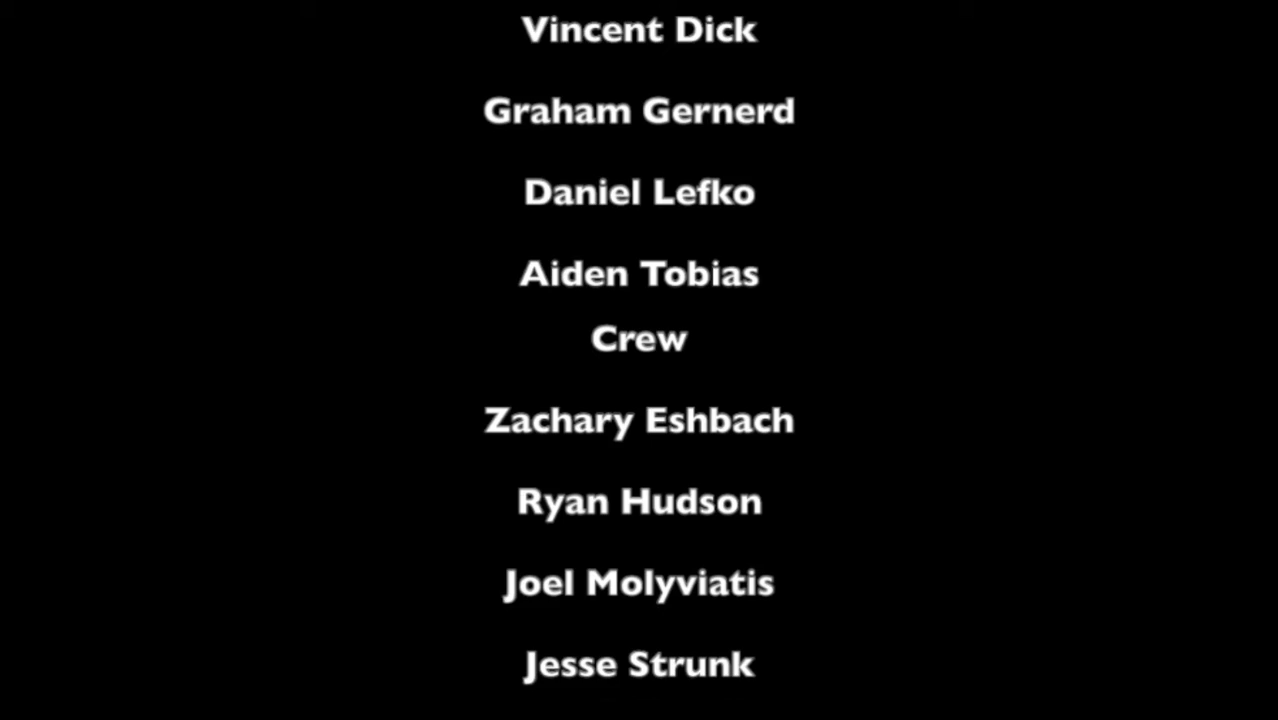 Vincent Dick
Graham Gernerd
Daniel Lefko
Aiden Tobias
Crew
Zachary Eshbach
Ryan Hudson
Joel Molyviatis
Jesse Strunk